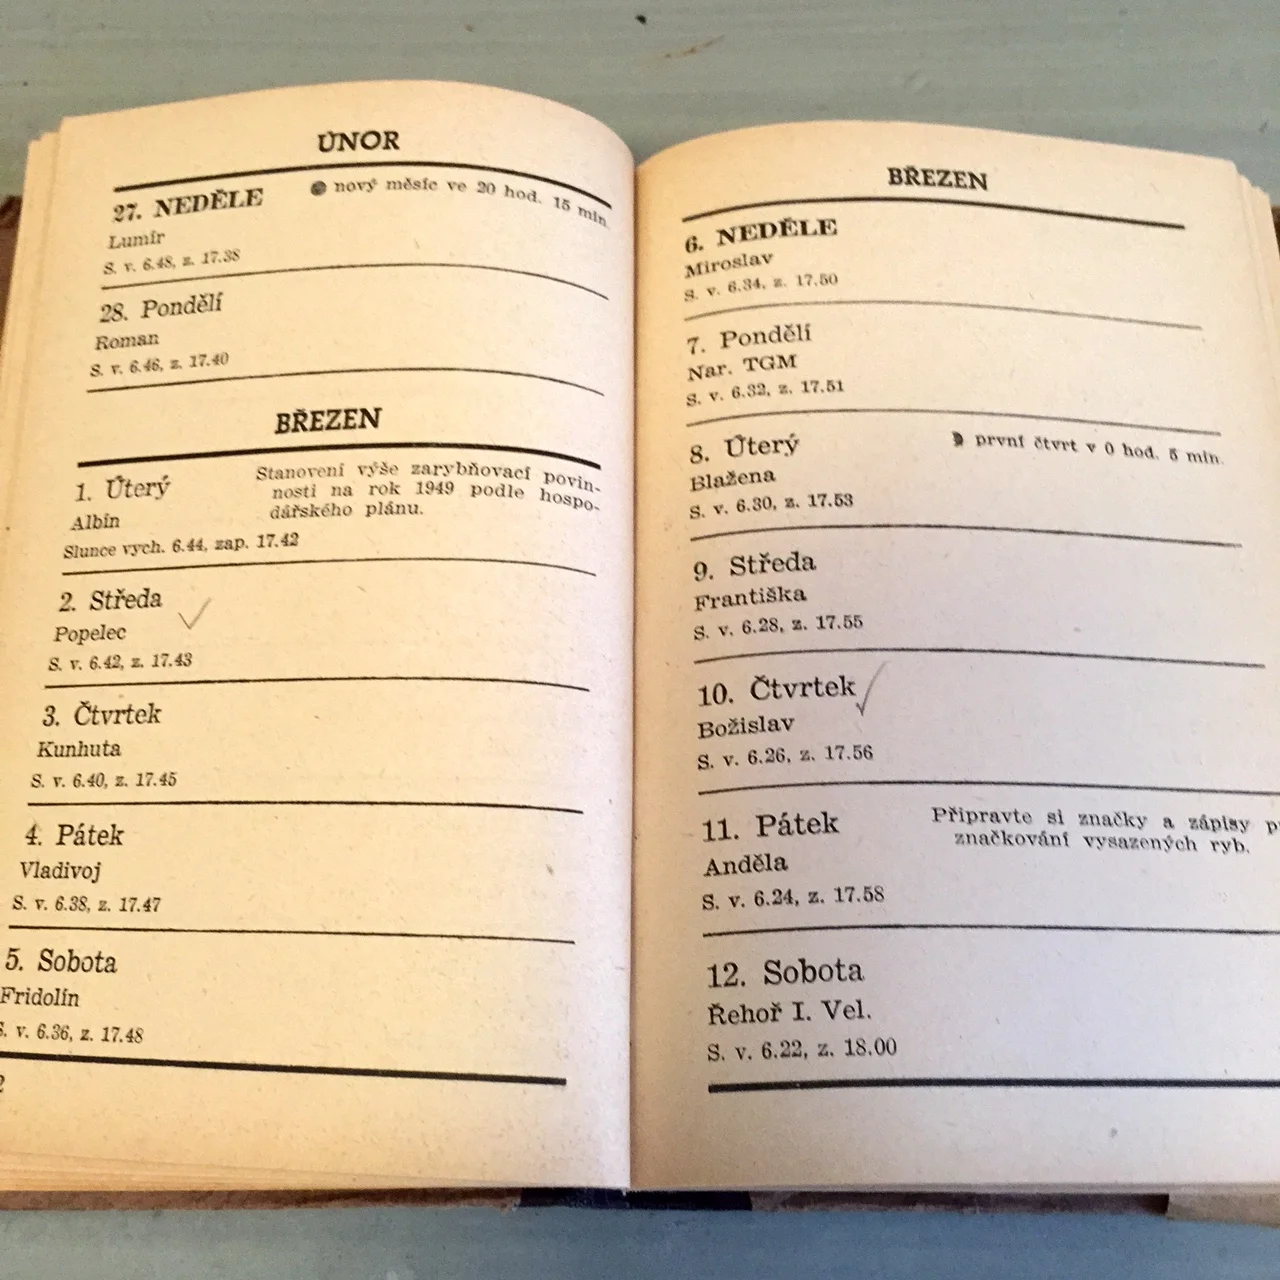 ÚNOR
27. NEDĚLE
nový měsíc ve 20 hod. 15 min.
Lumír
S. v. 6.48, z. 17.38
28. Pondělí
Roman
S. v. 6.46, z. 17.40
BŘEZEN
1. Úterý
Stanovení výše zarybňovací povin-
nosti na rok 1949 podle hospo-
dářského plánu.
Albín
Slunce vych. 6.44, zap. 17.42
2. Středa
Popelec
S. v. 6.42, z. 17.43
3. Čtvrtek
Kunhuta
S. v. 6.40, z. 17.45
4. Pátek
Vladivoj
S. v. 6.38, z. 17.47
5. Sobota
Fridolín
S. v. 6.36, z. 17.48
2
BŘEZEN
6. NEDĚLE
Miroslav
S. v. 6.34, z. 17.50
7. Pondělí
Nar. TGM
S. v. 6.32, z. 17.51
8. Úterý
první čtvrt v 0 hod. 5 min.
Blažena
S. v. 6.30, z. 17.53
9. Středa
Františka
S. v. 6.28, z. 17.55
10. Čtvrtek
Božislav
S. v. 6.26, z. 17.56
11. Pátek
Připravte si značky a zápisy
značkování vysazených ryb.
Anděla
S. v. 6.24, z. 17.58
12. Sobota
Řehoř I. Vel.
S. v. 6.22, z. 18.00